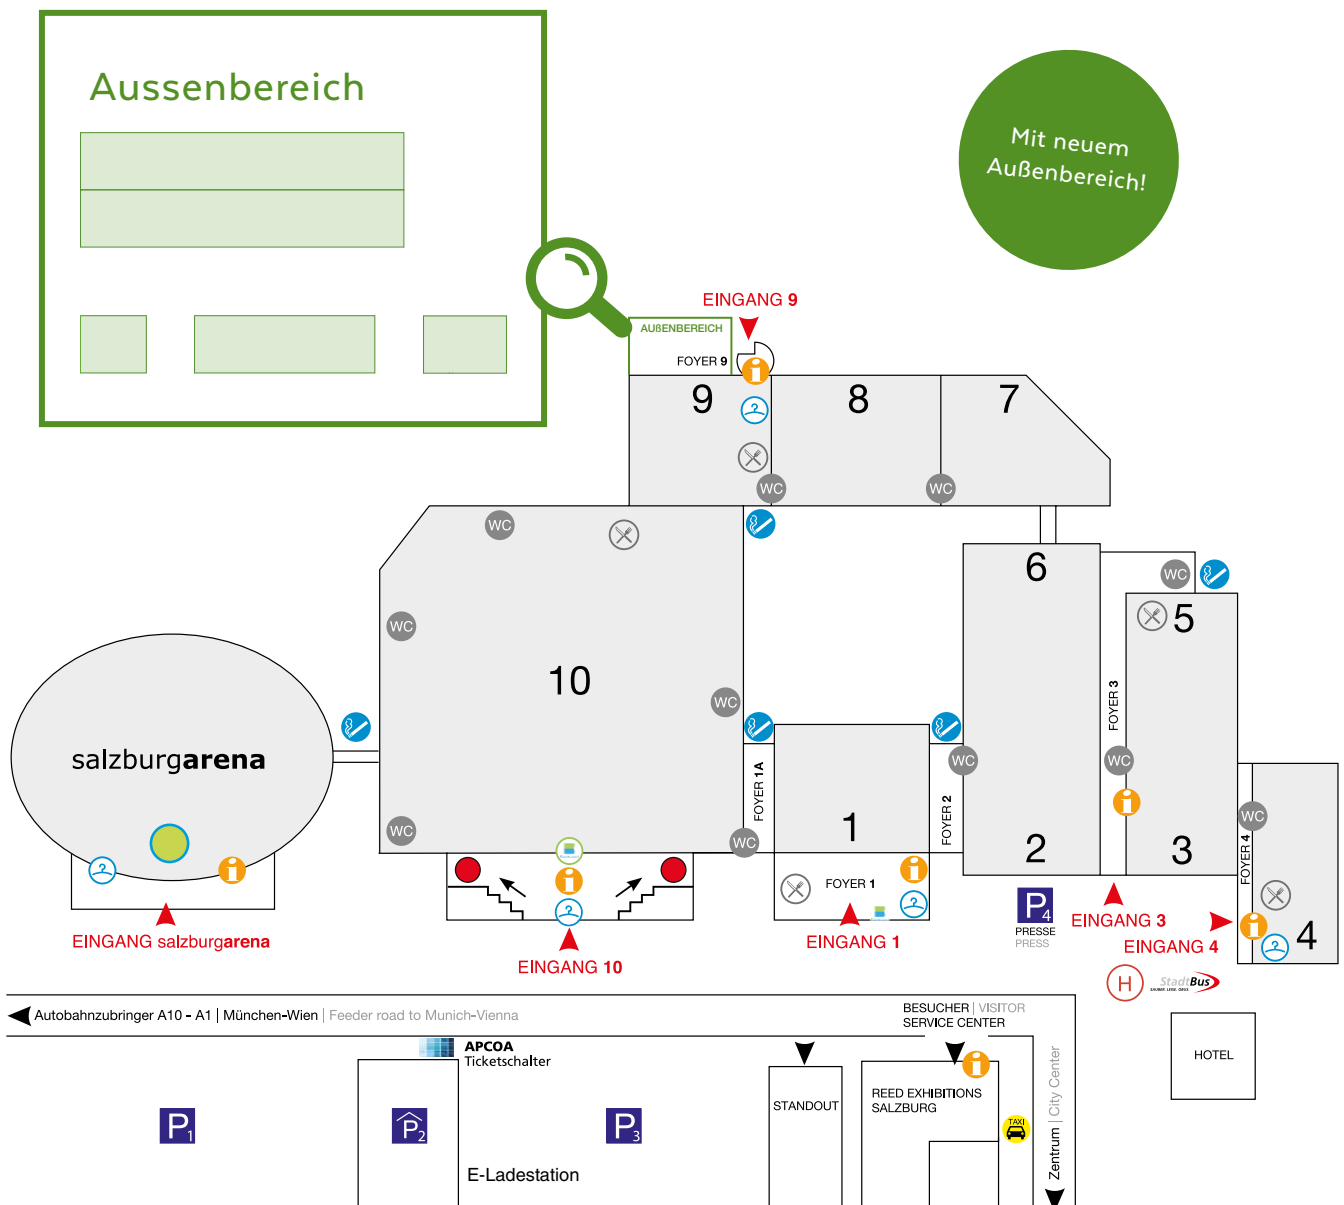 Aussenbereich
Mit neuem
Außenbereich!
EINGANG 9
AUßENBEREICH
FOYER 9
9
8
7
WC
WC
WC
6
WC
5
WC
10
FOYER 3
WC
salzburgarena
WC
WC
FOYER 1A
FOYER 2
1
WC
WC
2
3
WC
FOYER 4
FOYER 1
P4
PRESSE
PRESS
EINGANG 3
4
EINGANG salzburgarena
EINGANG 10
EINGANG 1
EINGANG 4
H
StadtBus
Autobahnzubringer A10 - A1 | München-Wien | Feeder road to Munich-Vienna
BESUCHER | VISITOR
SERVICE CENTER
APCOA
Ticketschalter
HOTEL
STANDOUT
REED EXHIBITIONS
SALZBURG
P1
P2
P3
TAXI
Zentrum | City Center
E-Ladestation